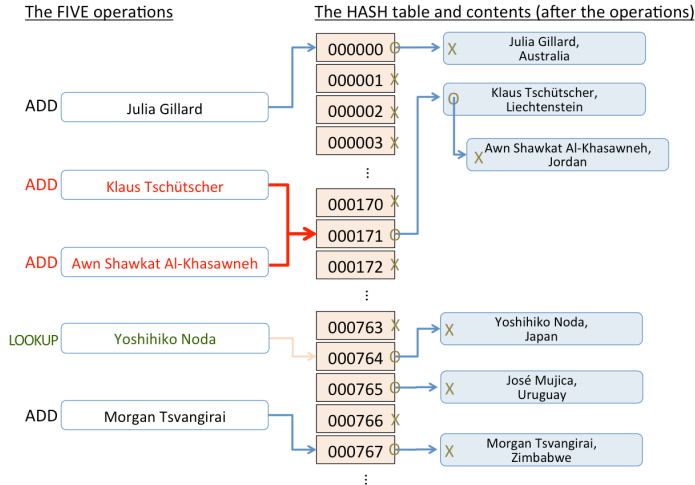 The FIVE operations
The HASH table and contents (after the operations)
000000 O
X Julia Gillard,
Australia
000001 X
ADD Julia Gillard
000002 X
O Klaus Tschütscher,
Liechtenstein
000003 X
X Awn Shawkat Al-Khasawneh,
Jordan
...
ADD Klaus Tschütscher
000170 X
000171 O
ADD Awn Shawkat Al-Khasawneh
000172 X
...
000763 X
X Yoshihiko Noda,
Japan
LOOKUP Yoshihiko Noda
000764 O
000765 O
X José Mujica,
Uruguay
ADD Morgan Tsvangirai
000766 X
000767 O
X Morgan Tsvangirai,
Zimbabwe
...